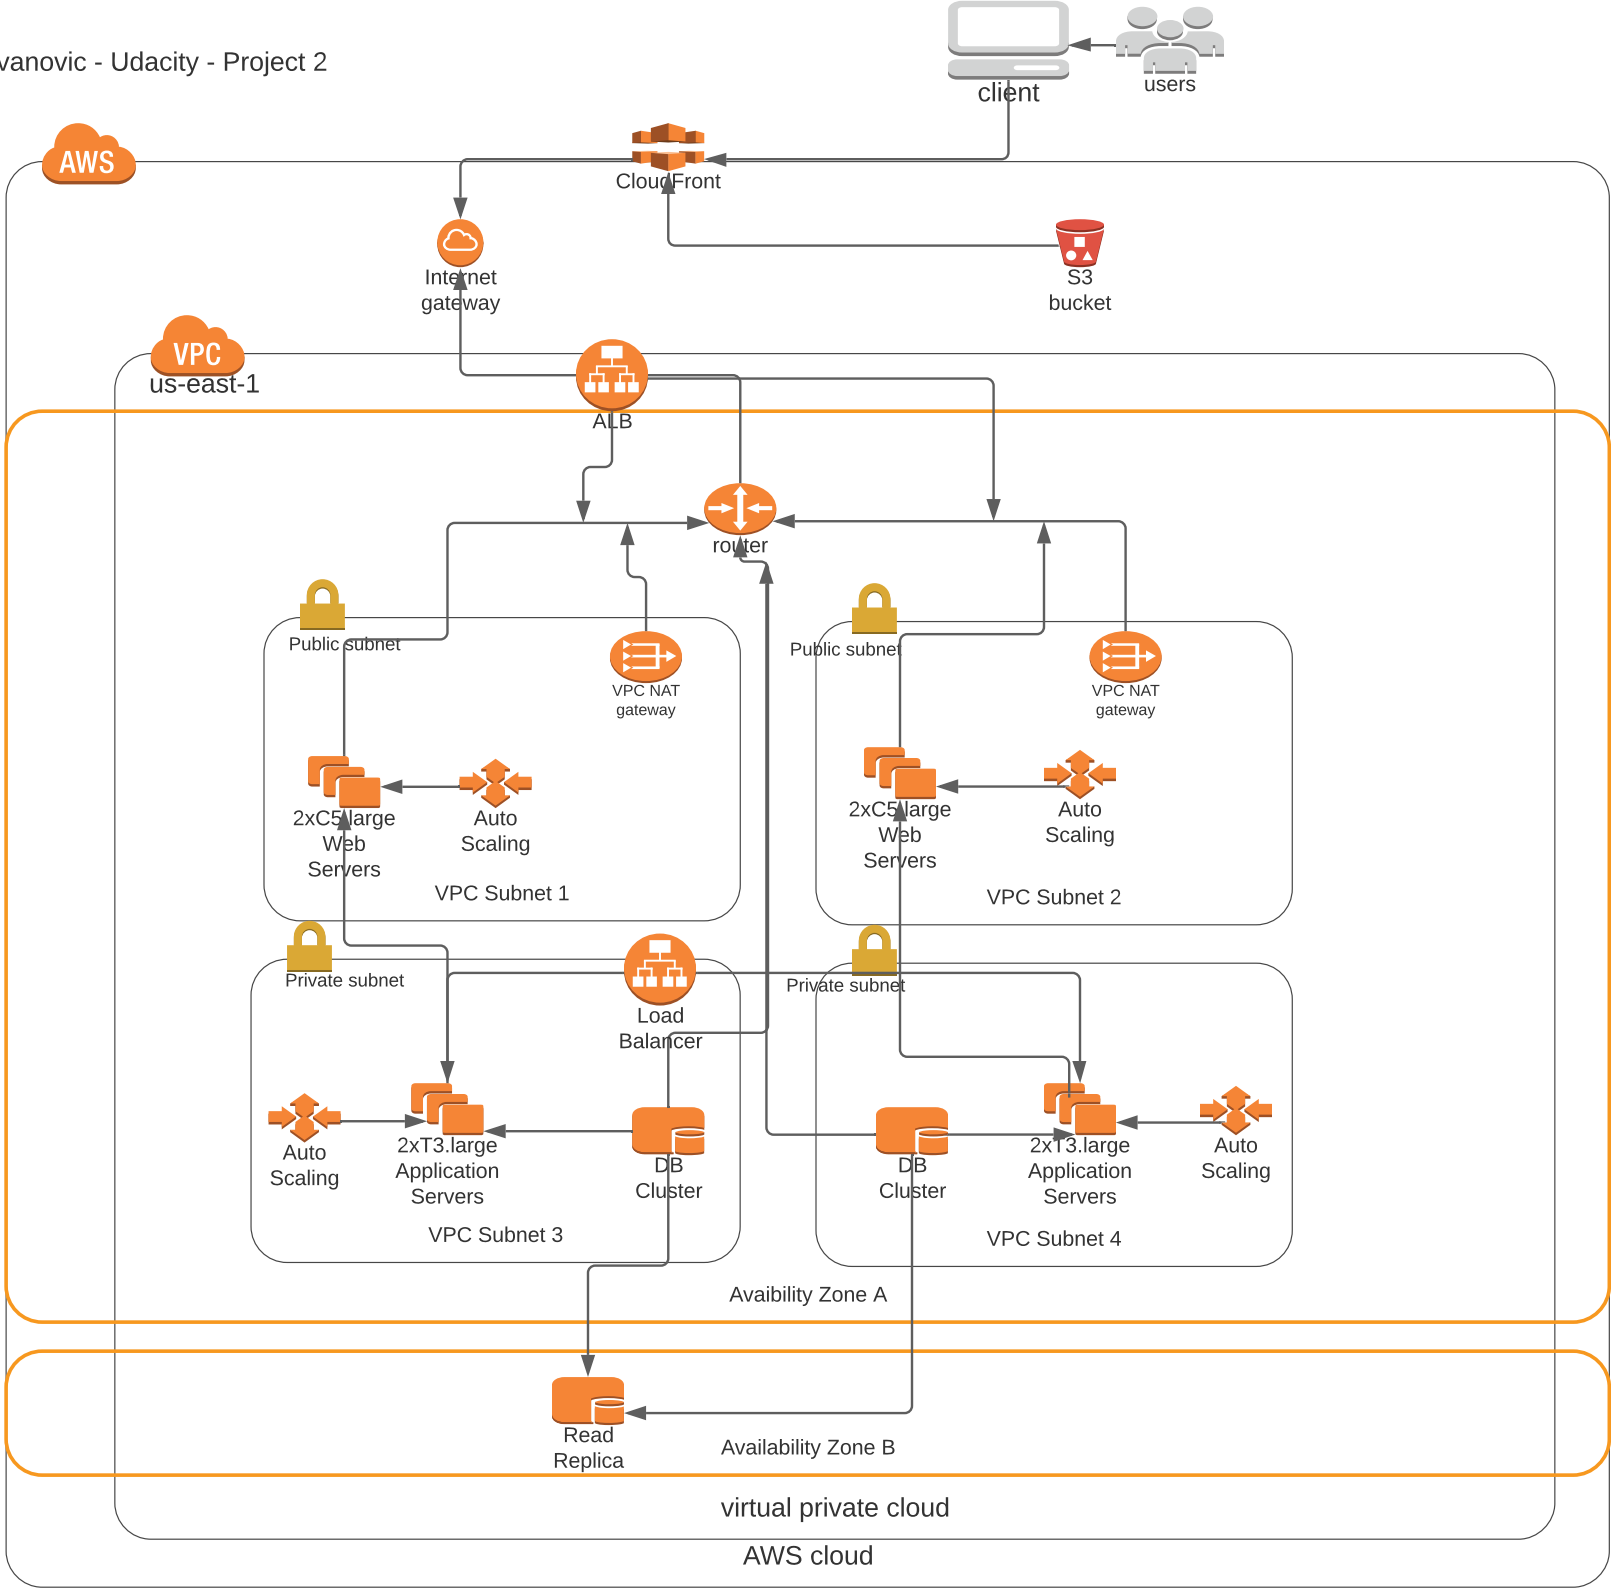 vanovic - Udacity - Project 2
client
users
AWS
CloudFront
Internet
gateway
S3
bucket
VPC
us-east-1
ALB
router
Public subnet
Public subnet
VPC NAT
gateway
VPC NAT
gateway
2xC5.large
Web
Servers
Auto
Scaling
2xC5.large
Web
Servers
Auto
Scaling
VPC Subnet 1
VPC Subnet 2
Private subnet
Private subnet
Load
Balancer
Auto
Scaling
2xT3.large
Application
Servers
DB
Cluster
DB
Cluster
2xT3.large
Application
Servers
Auto
Scaling
VPC Subnet 3
VPC Subnet 4
Avaibility Zone A
Read
Replica
Availability Zone B
virtual private cloud
AWS cloud